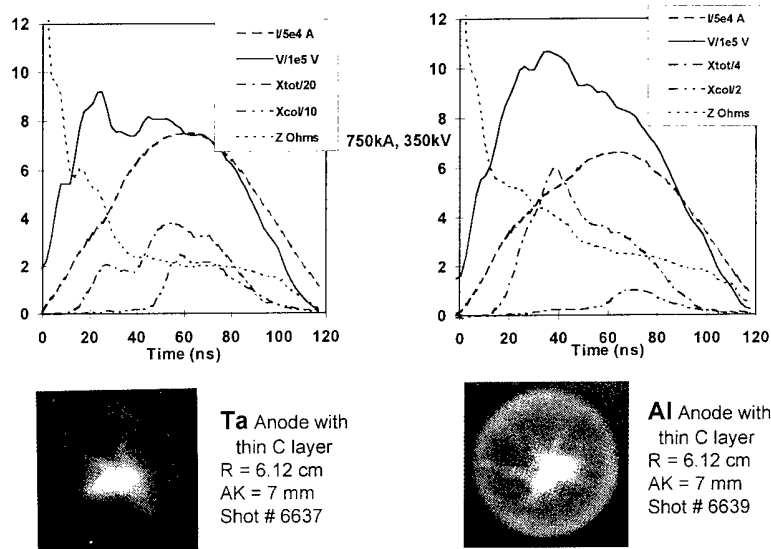 12
10
8
6
4
2
0
0 20 40 60 80 100 120
Time (ns)
I/5e4 A
V/1e5 V
Xtot/20
Xcol/10
Z Ohms
750kA, 350kV
12
10
8
6
4
2
0
0 20 40 60 80 100 120
Time (ns)
I/5e4 A
V/1e5 V
Xtot/4
Xcol/2
Z Ohms
Ta Anode with
thin C layer
R = 6.12 cm
AK = 7 mm
Shot # 6637
Al Anode with
thin C layer
R = 6.12 cm
AK = 7 mm
Shot # 6639